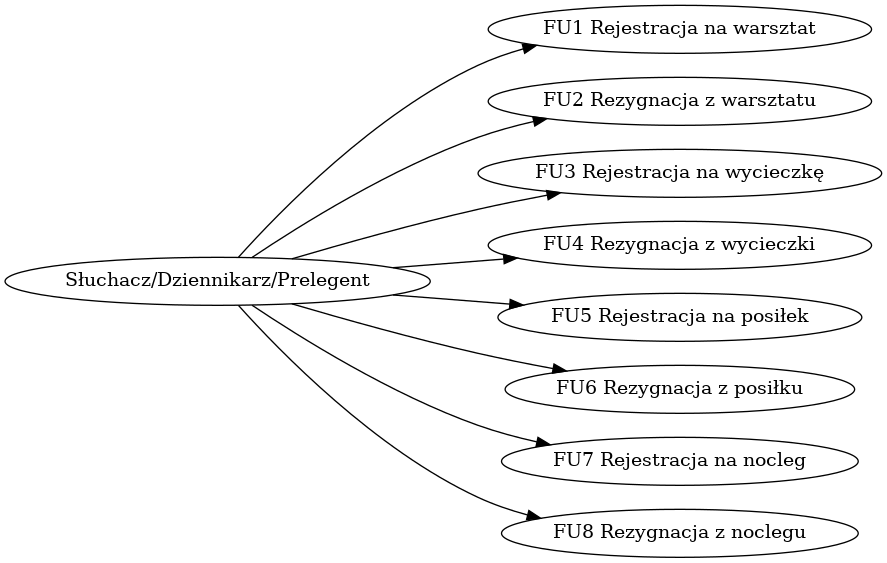 FU1 Rejestracja na warsztat
FU2 Rezygnacja z warsztatu
FU3 Rejestracja na wycieczkę
FU4 Rezygnacja z wycieczki
Słuchacz/Dziennikarz/Prelegent
FU5 Rejestracja na posiłek
FU6 Rezygnacja z posiłku
FU7 Rejestracja na nocleg
FU8 Rezygnacja z noclegu